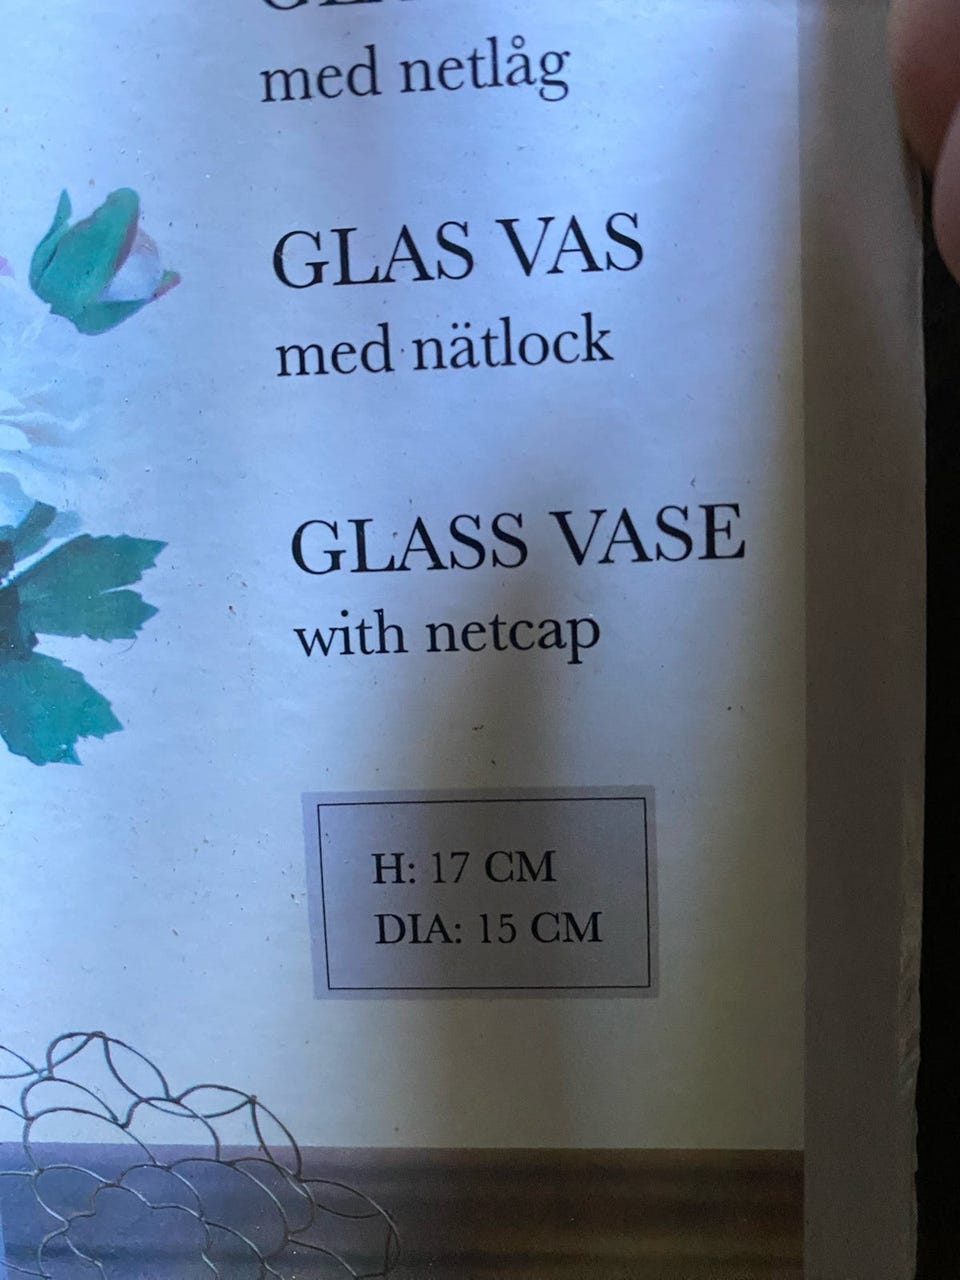 med netlåg
GLAS VAS
med nätlock
GLASS VASE
with netcap
H: 17 CM
DIA: 15 CM